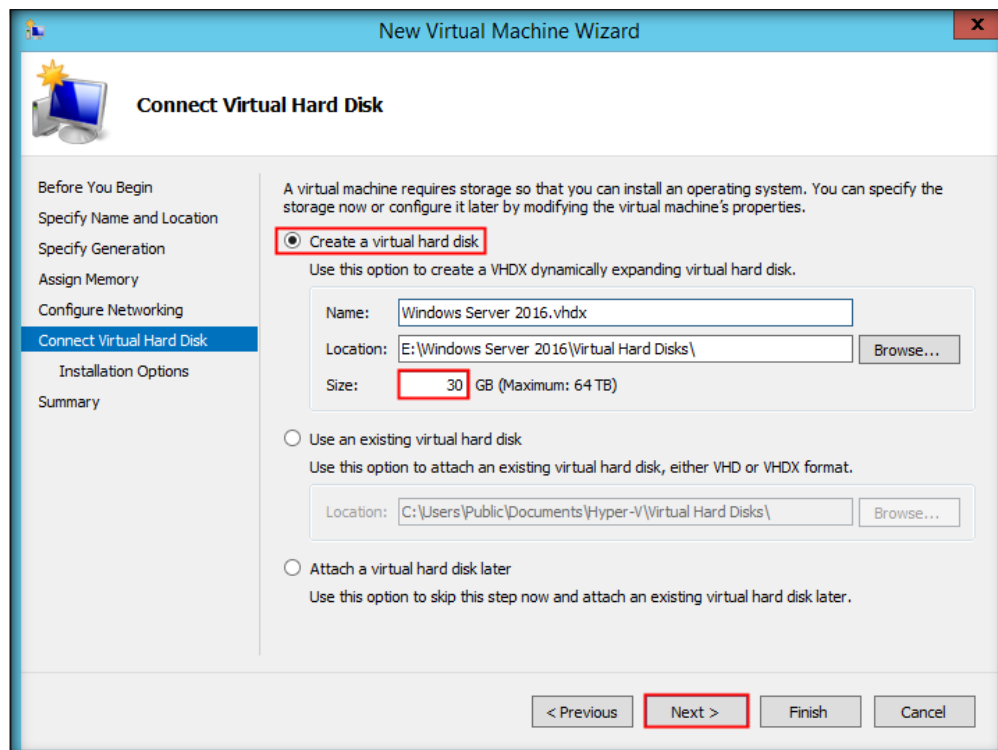 New Virtual Machine Wizard
x
Connect Virtual Hard Disk
Before You Begin
Specify Name and Location
Specify Generation
Assign Memory
Configure Networking
Connect Virtual Hard Disk
Installation Options
Summary
A virtual machine requires storage so that you can install an operating system. You can specify the
storage now or configure it later by modifying the virtual machine's properties.
Create a virtual hard disk
Use this option to create a VHDX dynamically expanding virtual hard disk.
Name: Windows Server 2016.vhdx
Location: E:\Windows Server 2016\Virtual Hard Disks\ Browse...
Size: 30 GB (Maximum: 64 TB)
Use an existing virtual hard disk
Use this option to attach an existing virtual hard disk, either VHD or VHDX format.
Location: C:\Users\Public\Documents\Hyper-V\Virtual Hard Disks\ Browse...
Attach a virtual hard disk later
Use this option to skip this step now and attach an existing virtual hard disk later.
< Previous Next > Finish Cancel